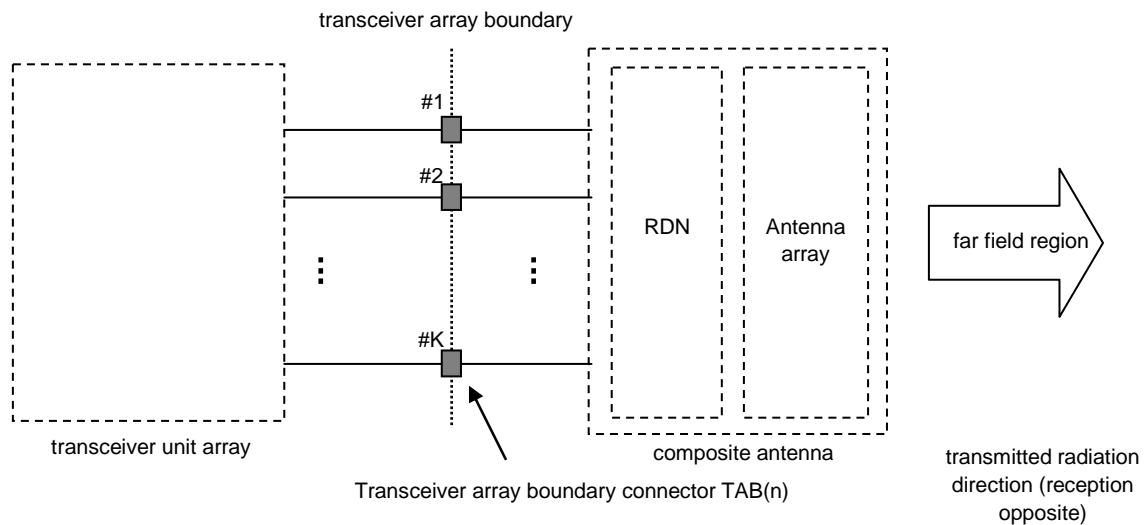 transceiver array boundary
#1
#2
#K
RDN
Antenna
array
far field region
transceiver unit array
composite antenna
Transceiver array boundary connector TAB(n)
transmitted radiation
direction (reception
opposite)